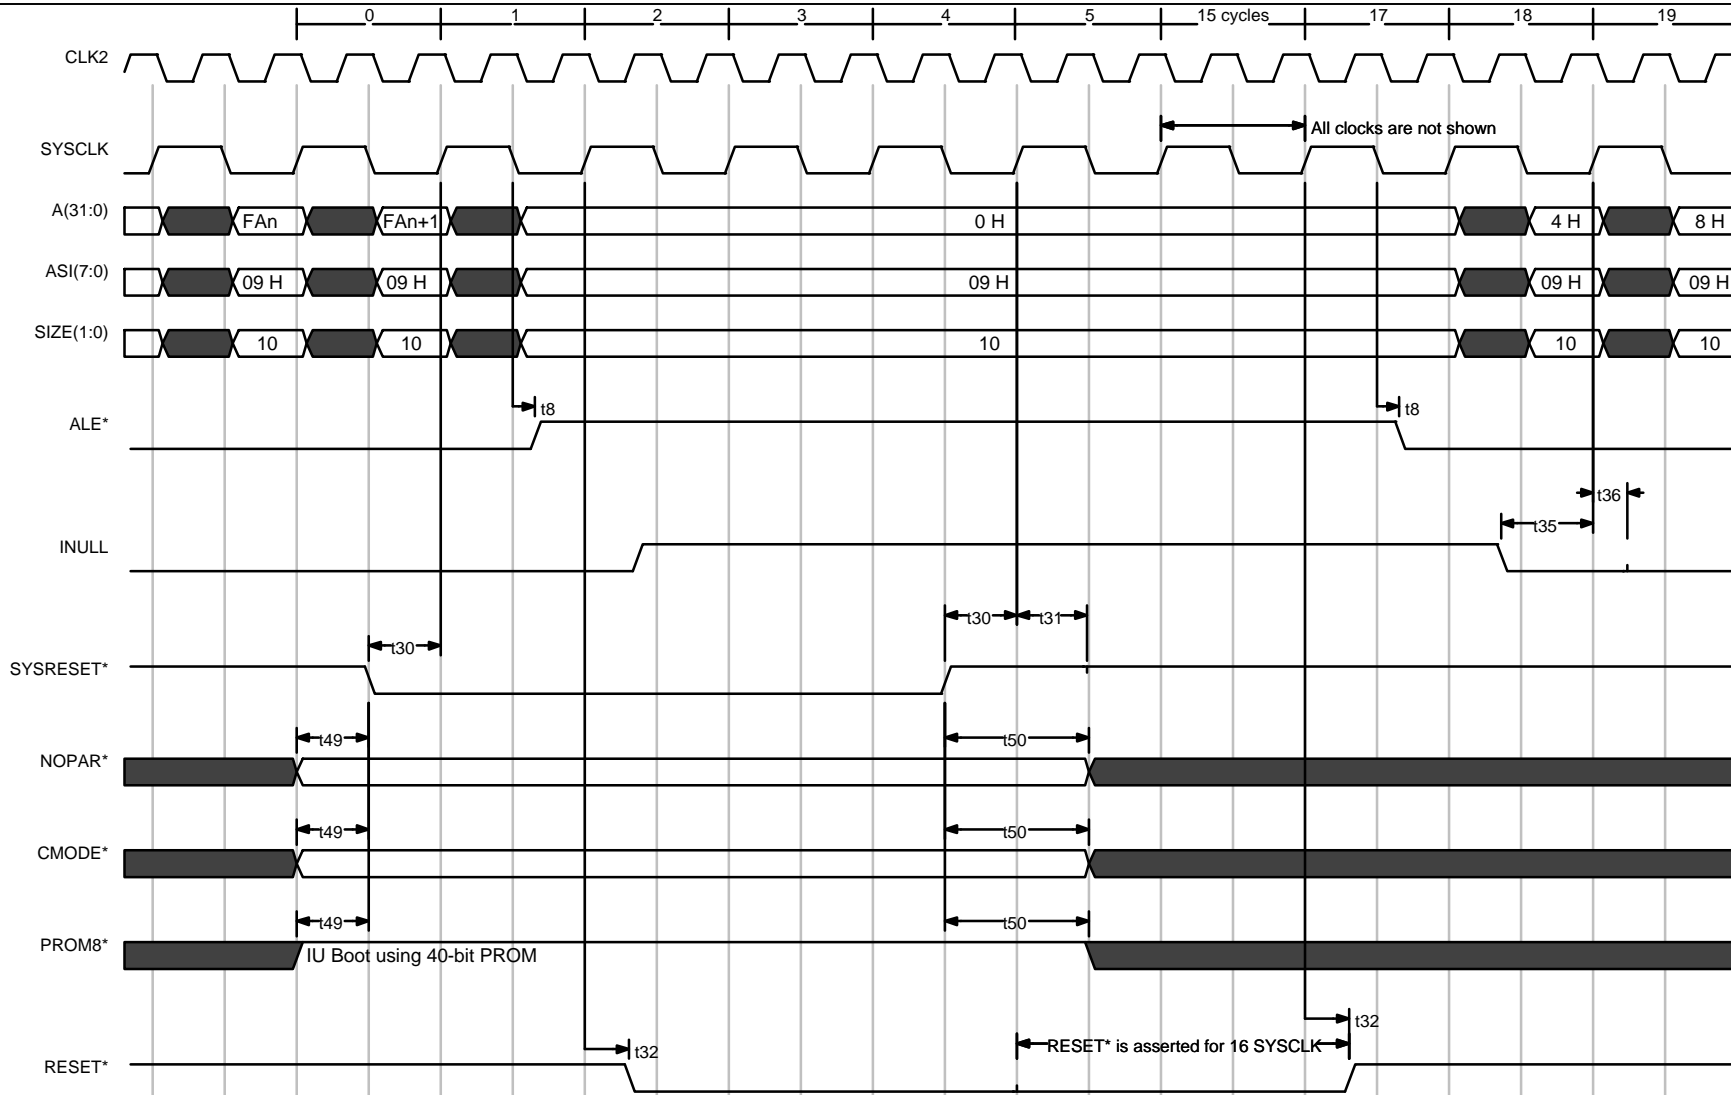 0 1 2 3 4 5 15 cycles 17 18 19
CLK2
All clocks are not shown
SYSCLK
A(31:0) FAn FAn+1 0 H 4 H 8 H
ASI(7:0) 09 H 09 H 09 H 09 H 09 H
SIZE(1:0) 10 10 10 10 10
t8 t8
ALE*
t36
t35
INULL
t30 t31
t30
SYSRESET*
t49 t50
NOPAR*
t49 t50
CMODE*
t49 t50
PROM8* IU Boot using 40-bit PROM
t32
t32 RESET* is asserted for 16 SYSCLK
RESET*